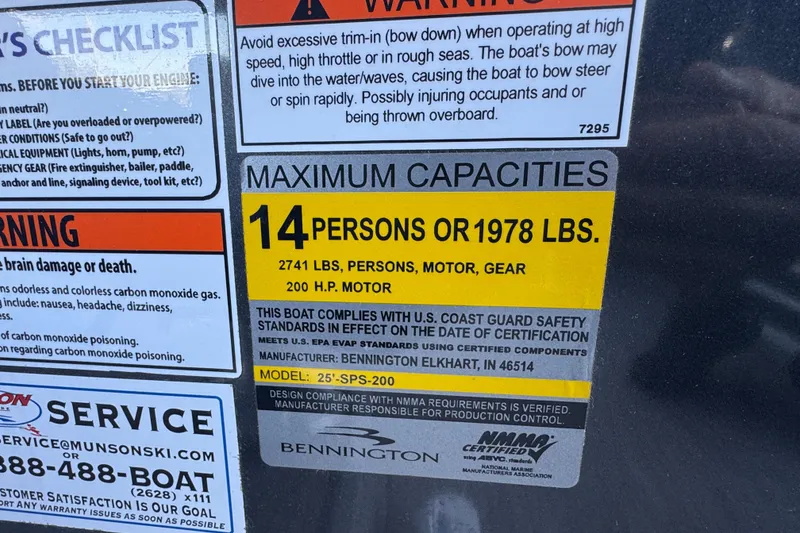 'S CHECKLIST
ms. BEFORE YOU START YOUR ENGINE:
in neutral?)
Y LABEL (Are you overloaded or overpowered?)
ER CONDITIONS (Safe to go out?)
ICAL EQUIPMENT (Lights, horn, pump, etc?)
GENCY GEAR (Fire extinguisher, bailer, paddle,
anchor and line, signaling device, tool kit, etc?)
RNING
e brain damage or death.
ns odorless and colorless carbon monoxide gas.
g include: nausea, headache, dizziness,
ess.
of carbon monoxide poisoning.
on regarding carbon monoxide poisoning.
ON SERVICE
SERVICE@MUNSONSKI.COM
OR
888-488-BOAT
(2628) x111
STOMER SATISFACTION IS OUR GOAL
ORT ANY WARRANTY ISSUES AS SOON AS POSSIBLE
WARNING
Avoid excessive trim-in (bow down) when operating at high
speed, high throttle or in rough seas. The boat's bow may
dive into the water/waves, causing the boat to bow steer
or spin rapidly. Possibly injuring occupants and or
being thrown overboard.
7295
MAXIMUM CAPACITIES
14 PERSONS OR 1978 LBS.
2741 LBS, PERSONS, MOTOR, GEAR
200 H.P. MOTOR
THIS BOAT COMPLIES WITH U.S. COAST GUARD SAFETY
STANDARDS IN EFFECT ON THE DATE OF CERTIFICATION
MEETS U.S. EPA EVAP STANDARDS USING CERTIFIED COMPONENTS
MANUFACTURER: BENNINGTON ELKHART, IN 46514
MODEL: 25'-SPS-200
DESIGN COMPLIANCE WITH NMMA REQUIREMENTS IS VERIFIED.
MANUFACTURER RESPONSIBLE FOR PRODUCTION CONTROL.
BENNINGTON
NMMA
CERTIFIED
using ABYC standards
NATIONAL MARINE
MANUFACTURERS ASSOCIATION